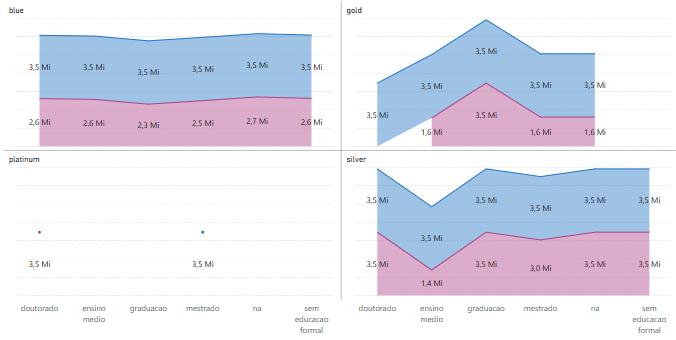 blue
3,5 Mi 3,5 Mi 3,5 Mi 3,5 Mi 3,5 Mi 3,5 Mi
2,6 Mi 2,6 Mi 2,3 Mi 2,5 Mi 2,7 Mi 2,6 Mi
gold
3,5 Mi 3,5 Mi 3,5 Mi 3,5 Mi 3,5 Mi
1,6 Mi 3,5 Mi 1,6 Mi 1,6 Mi
platinum
3,5 Mi 3,5 Mi
silver
3,5 Mi 3,5 Mi 3,5 Mi 3,5 Mi 3,5 Mi 3,5 Mi
3,5 Mi 1,4 Mi 3,5 Mi 3,0 Mi 3,5 Mi 3,5 Mi
doutorado ensino graduacao mestrado na sem
medio educacao
formal
doutorado ensino graduacao mestrado na sem
medio educacao
formal